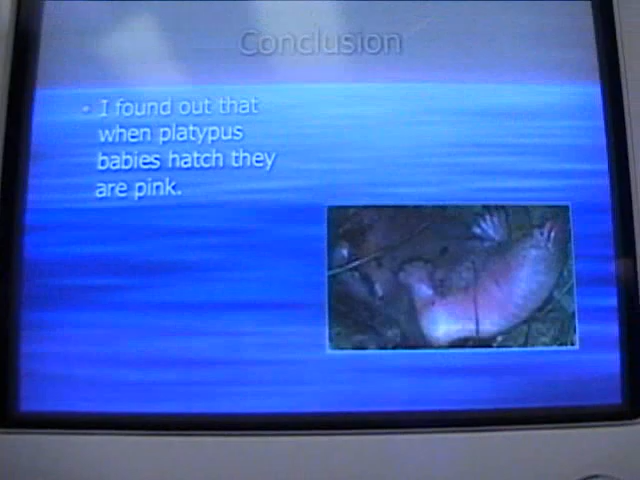 Conclusion
• I found out that
when platypus
babies hatch they
are pink.